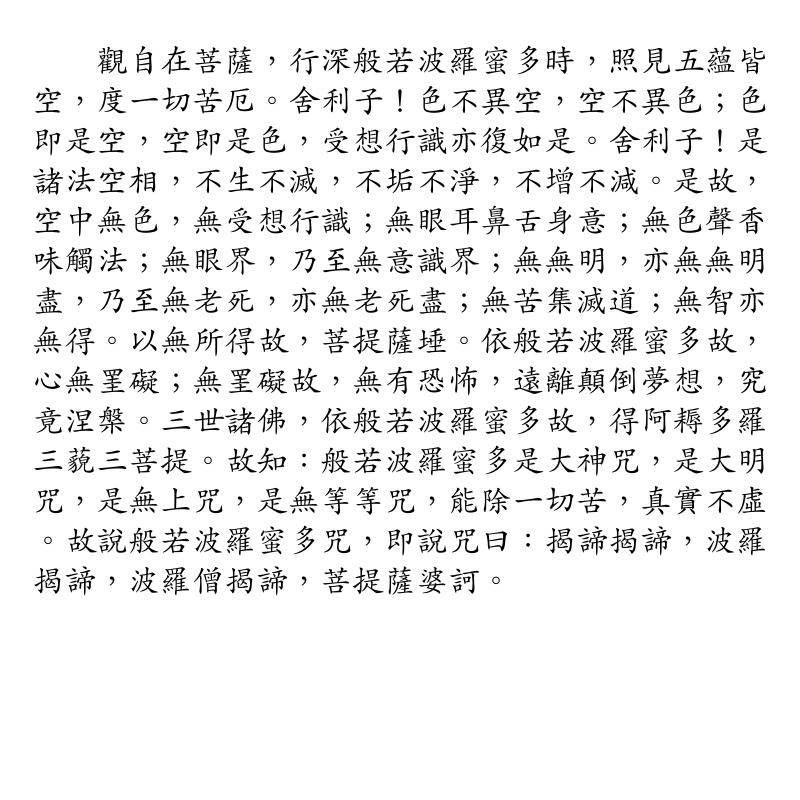 觀自在菩薩，行深般若波羅蜜多時，照見五蘊皆
空，度一切苦厄。舍利子！色不異空，空不異色；色
即是空，空即是色，受想行識亦復如是。舍利子！是
諸法空相，不生不滅，不垢不淨，不增不減。是故，
空中無色，無受想行識；無眼耳鼻舌身意；無色聲香
味觸法；無眼界，乃至無意識界；無無明，亦無無明
盡，乃至無老死，亦無老死盡；無苦集滅道；無智亦
無得。以無所得故，菩提薩埵。依般若波羅蜜多故，
心無罣礙；無罣礙故，無有恐怖，遠離顛倒夢想，究
竟涅槃。三世諸佛，依般若波羅蜜多故，得阿耨多羅
三藐三菩提。故知：般若波羅蜜多是大神咒，是大明
咒，是無上咒，是無等等咒，能除一切苦，真實不虛
。故說般若波羅蜜多咒，即說咒曰：揭諦揭諦，波羅
揭諦，波羅僧揭諦，菩提薩婆訶。